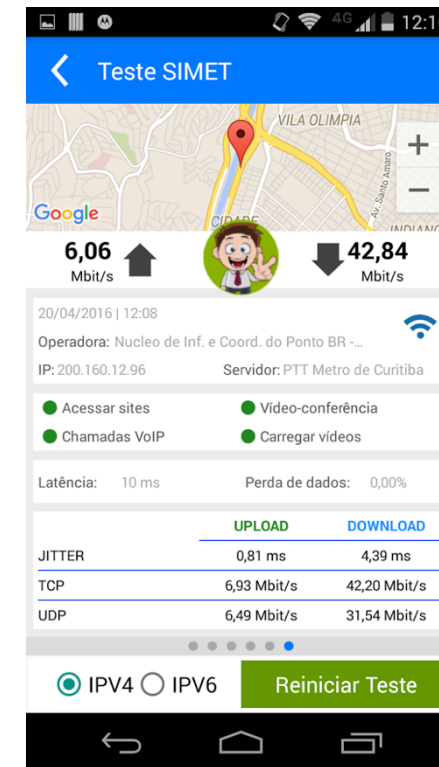 4G 12:1
Teste SIMET
VILA OLIMPIA
+
Av. Santo Amaro
−
Google
CIDADE
INDIANO
6,06
Mbit/s
42,84
Mbit/s
20/04/2016 | 12:08
Operadora: Nucleo de Inf. e Coord. do Ponto BR -...
IP: 200.160.12.96 Servidor: PTT Metro de Curitiba
Acessar sites Vídeo-conferência
Chamadas VoIP Carregar vídeos
Latência: 10 ms Perda de dados: 0,00%
UPLOAD DOWNLOAD
JITTER 0,81 ms 4,39 ms
TCP 6,93 Mbit/s 42,20 Mbit/s
UDP 6,49 Mbit/s 31,54 Mbit/s
IPV4 IPV6 Reiniciar Teste